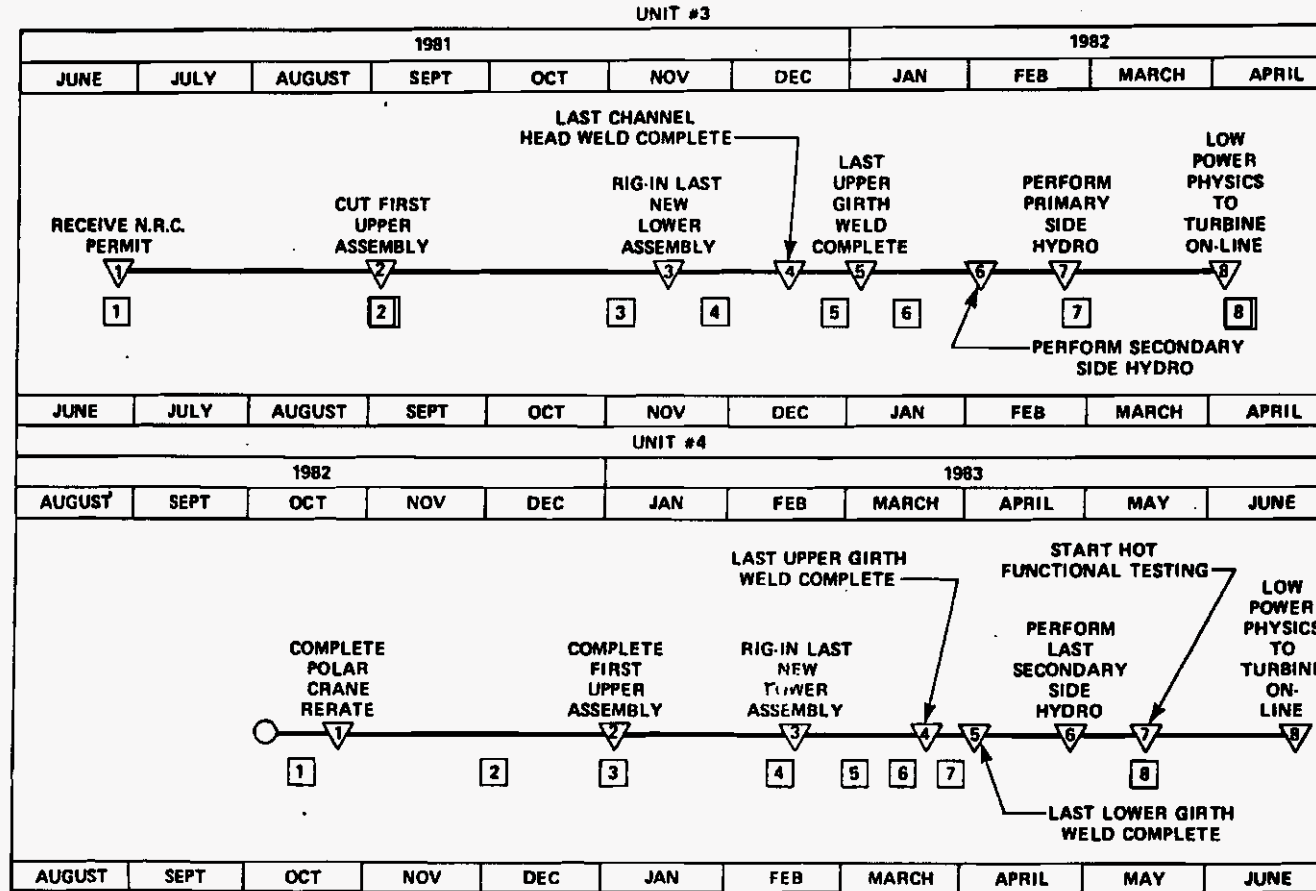 UNIT #3
1981 1982
JUNE JULY AUGUST SEPT OCT NOV DEC JAN FEB MARCH APRIL
LAST CHANNEL
HEAD WELD COMPLETE
RECEIVE N.R.C.
PERMIT
CUT FIRST
UPPER
ASSEMBLY
RIG-IN LAST
NEW
LOWER
ASSEMBLY
LAST
UPPER
GIRTH
WELD
COMPLETE
PERFORM
PRIMARY
SIDE
HYDRO
LOW
POWER
PHYSICS
TO
TURBINE
ON-LINE
1 2 3 4 5 6 7 8
1 2 3 4 5 6 7 8
PERFORM SECONDARY
SIDE HYDRO
JUNE JULY AUGUST SEPT OCT NOV DEC JAN FEB MARCH APRIL
UNIT #4
1982 1983
AUGUST SEPT OCT NOV DEC JAN FEB MARCH APRIL MAY JUNE
LAST UPPER GIRTH
WELD COMPLETE
START HOT
FUNCTIONAL TESTING
COMPLETE
POLAR
CRANE
RERATE
COMPLETE
FIRST
UPPER
ASSEMBLY
RIG-IN LAST
NEW
ASSEMBLY
PERFORM
LAST
SECONDARY
SIDE
HYDRO
LOW
POWER
PHYSICS
TO
TURBINE
ON-
LINE
1 2 3 4 5 6 7 8
1 2 3 4 5 6 7 8
LAST LOWER GIRTH
WELD COMPLETE
AUGUST SEPT OCT NOV DEC JAN FEB MARCH APRIL MAY JUNE